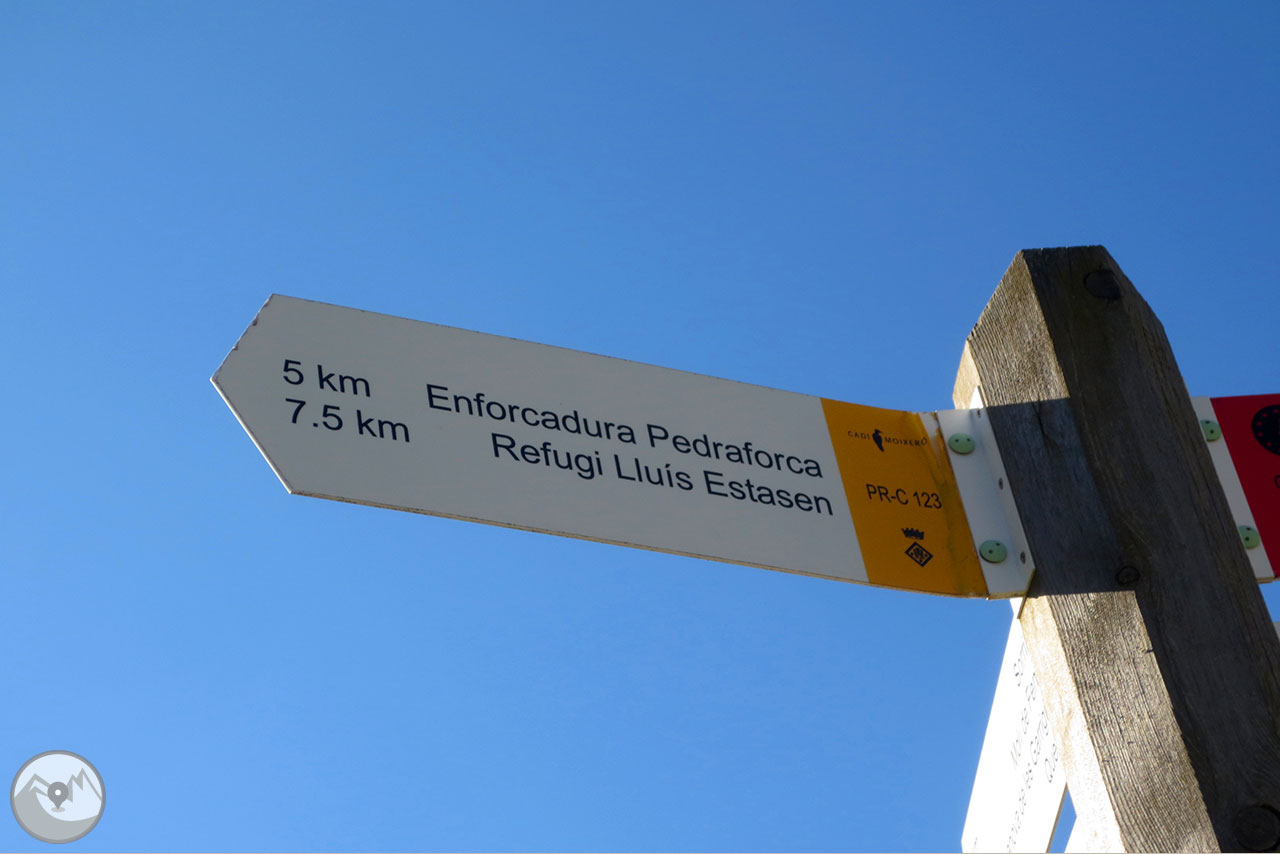 5 km Enforcadura Pedraforca
7.5 km Refugi Lluís Estasen
CADÍ MOIXERÓ
PR-C 123